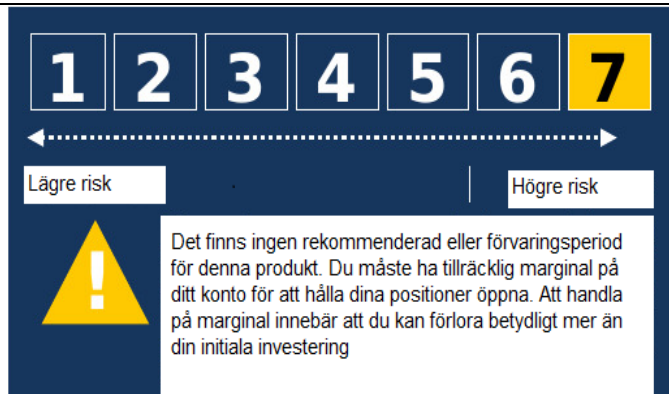 1 2 3 4 5 6 7
Lägre risk
Högre risk
!
Det finns ingen rekommenderad eller förvaringsperiod
för denna produkt. Du måste ha tillräcklig marginal på
ditt konto för att hålla dina positioner öppna. Att handla
på marginal innebär att du kan förlora betydligt mer än
din initiala investering